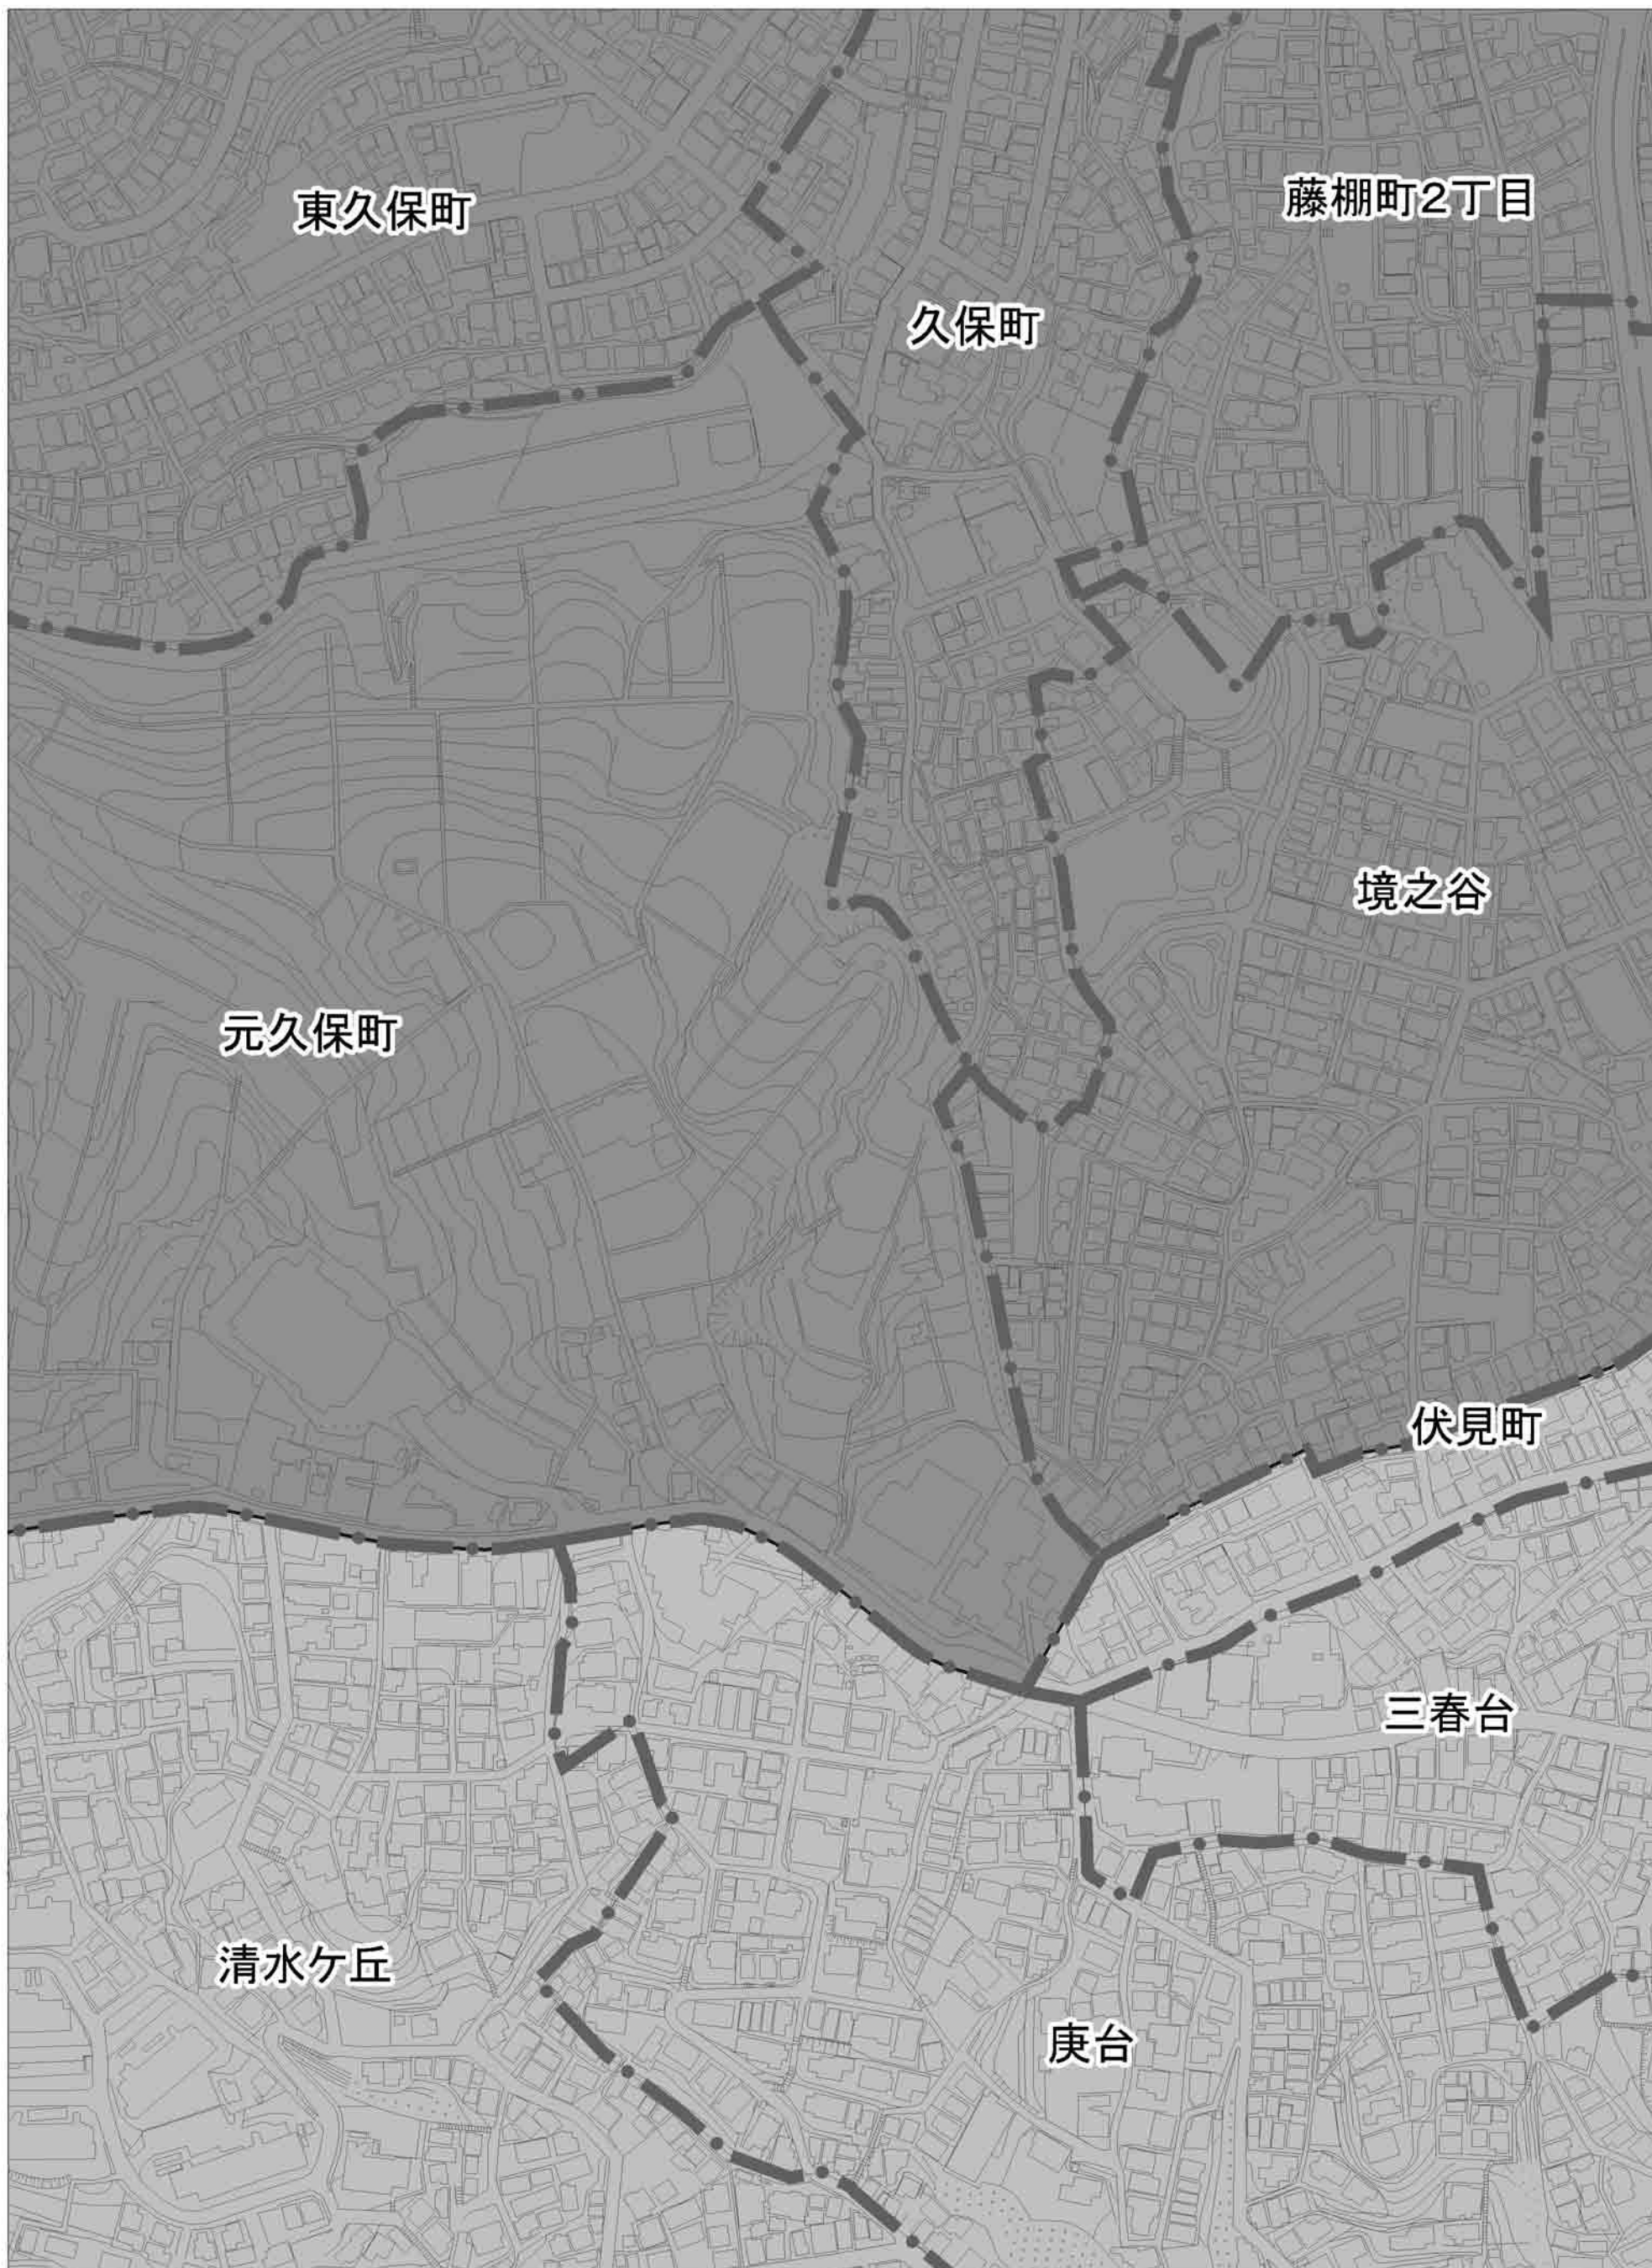 東久保町
藤棚町2丁目
久保町
境之谷
元久保町
伏見町
三春台
清水ケ丘
庚台